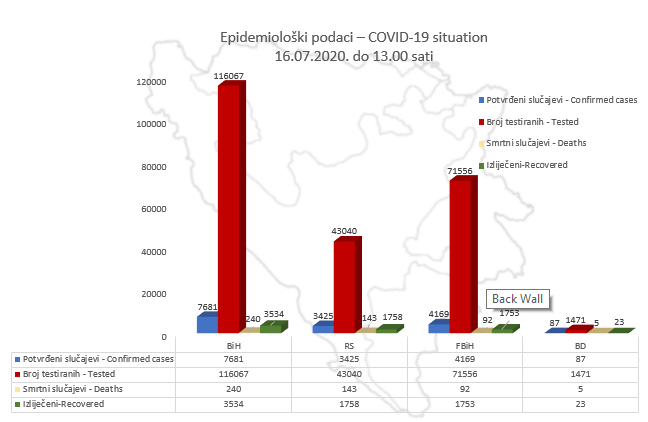 Epidemiološki podaci – COVID-19 situation
16.07.2020. do 13.00 sati
120000
100000
80000
60000
40000
20000
0
116067
7681
240
3534
43040
3425
143
1758
71556
4169
92
1753
87
1471
5
23
Potvrđeni slučajevi - Confirmed cases
Broj testiranih - Tested
Smrtni slučajevi - Deaths
Izliječeni-Recovered
Back Wall
BiH RS FBiH BD
Potvrđeni slučajevi - Confirmed cases 7681 3425 4169 87
Broj testiranih - Tested 116067 43040 71556 1471
Smrtni slučajevi - Deaths 240 143 92 5
Izliječeni-Recovered 3534 1758 1753 23